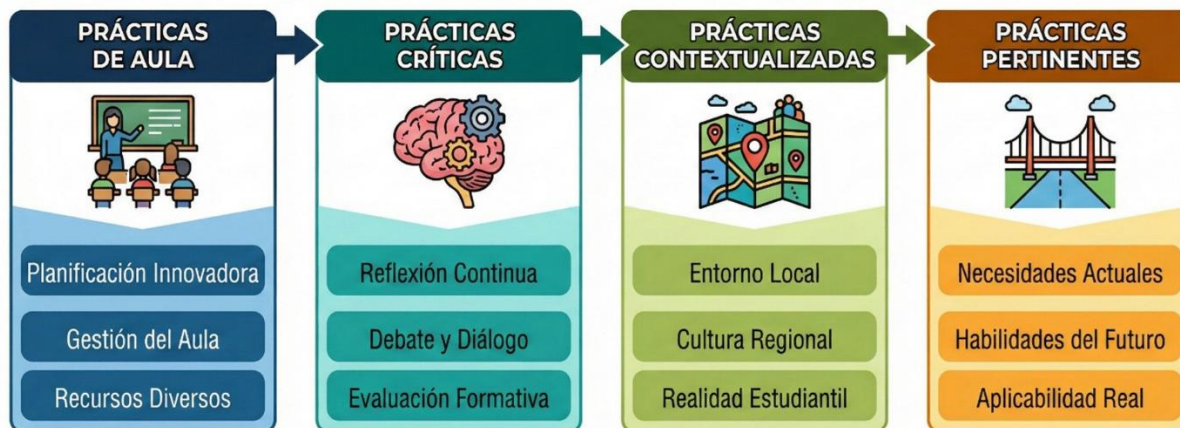 PRÁCTICAS
DE AULA
Planificación Innovadora
Gestión del Aula
Recursos Diversos
PRÁCTICAS
CRÍTICAS
Reflexión Continua
Debate y Diálogo
Evaluación Formativa
PRÁCTICAS
CONTEXTUALIZADAS
Entorno Local
Cultura Regional
Realidad Estudiantil
PRÁCTICAS
PERTINENTES
Necesidades Actuales
Habilidades del Futuro
Aplicabilidad Real